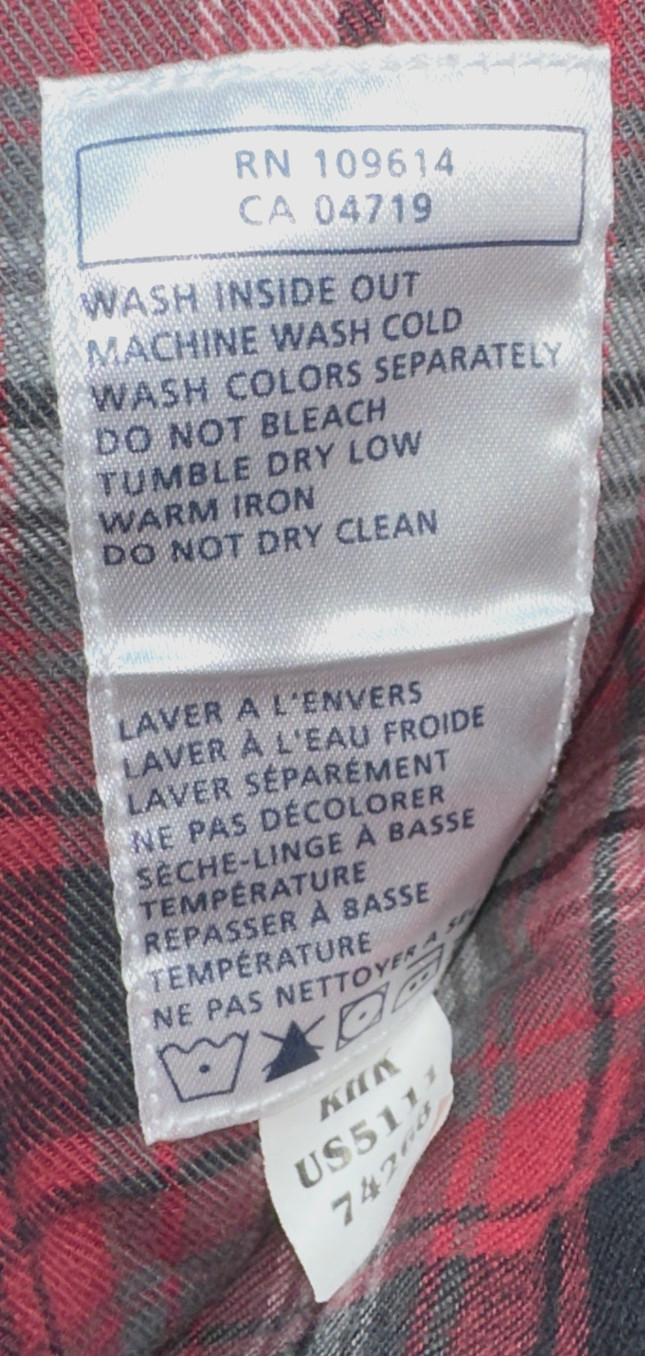 RN 109614
CA 04719
WASH INSIDE OUT
MACHINE WASH COLD
WASH COLORS SEPARATELY
DO NOT BLEACH
TUMBLE DRY LOW
WARM IRON
DO NOT DRY CLEAN
LAVER A L'ENVERS
LAVER À L'EAU FROIDE
LAVER SÉPARÉMENT
NE PAS DÉCOLORER
SÈCHE-LINGE À BASSE
TEMPÉRATURE
REPASSER À BASSE
TEMPÉRATURE
NE PAS NETTOYER A